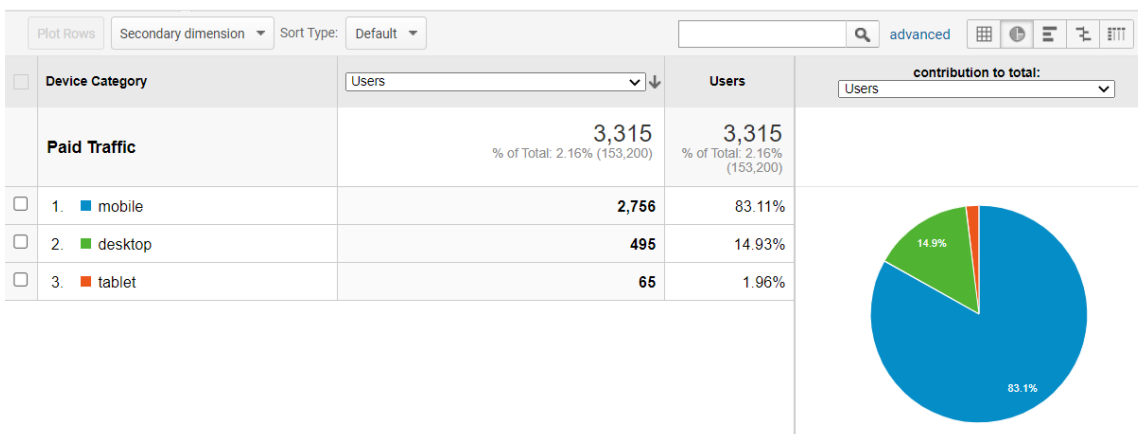 Plot Rows Secondary dimension Sort Type: Default advanced
Device Category Users Users contribution to total:
Users
Paid Traffic 3,315 3,315
% of Total: 2.16% (153,200) % of Total: 2.16%
(153,200)
1. mobile 2,756 83.11%
2. desktop 495 14.93%
3. tablet 65 1.96%
14.9%
83.1%